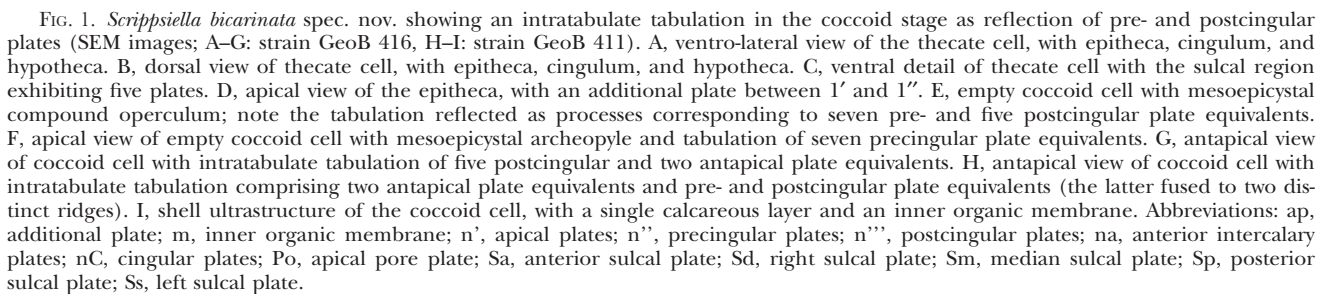 FIG. 1. Scrippsiella bicarinata spec. nov. showing an intratabulate tabulation in the coccoid stage as reflection of pre- and postcingular
plates (SEM images; A–G: strain GeoB 416, H–I: strain GeoB 411). A, ventro-lateral view of the thecate cell, with epitheca, cingulum, and
hypotheca. B, dorsal view of thecate cell, with epitheca, cingulum, and hypotheca. C, ventral detail of thecate cell with the sulcal region
exhibiting five plates. D, apical view of the epitheca, with an additional plate between 1′ and 1″. E, empty coccoid cell with mesoepicystal
compound operculum; note the tabulation reflected as processes corresponding to seven pre- and five postcingular plate equivalents.
F, apical view of empty coccoid cell with mesoepicystal archeopyle and tabulation of seven precingular plate equivalents. G, antapical view
of coccoid cell with intratabulate tabulation of five postcingular and two antapical plate equivalents. H, antapical view of coccoid cell with
intratabulate tabulation comprising two antapical plate equivalents and pre- and postcingular plate equivalents (the latter fused to two dis-
tinct ridges). I, shell ultrastructure of the coccoid cell, with a single calcareous layer and an inner organic membrane. Abbreviations: ap,
additional plate; m, inner organic membrane; n', apical plates; n'', precingular plates; n''', postcingular plates; na, anterior intercalary
plates; nC, cingular plates; Po, apical pore plate; Sa, anterior sulcal plate; Sd, right sulcal plate; Sm, median sulcal plate; Sp, posterior
sulcal plate; Ss, left sulcal plate.